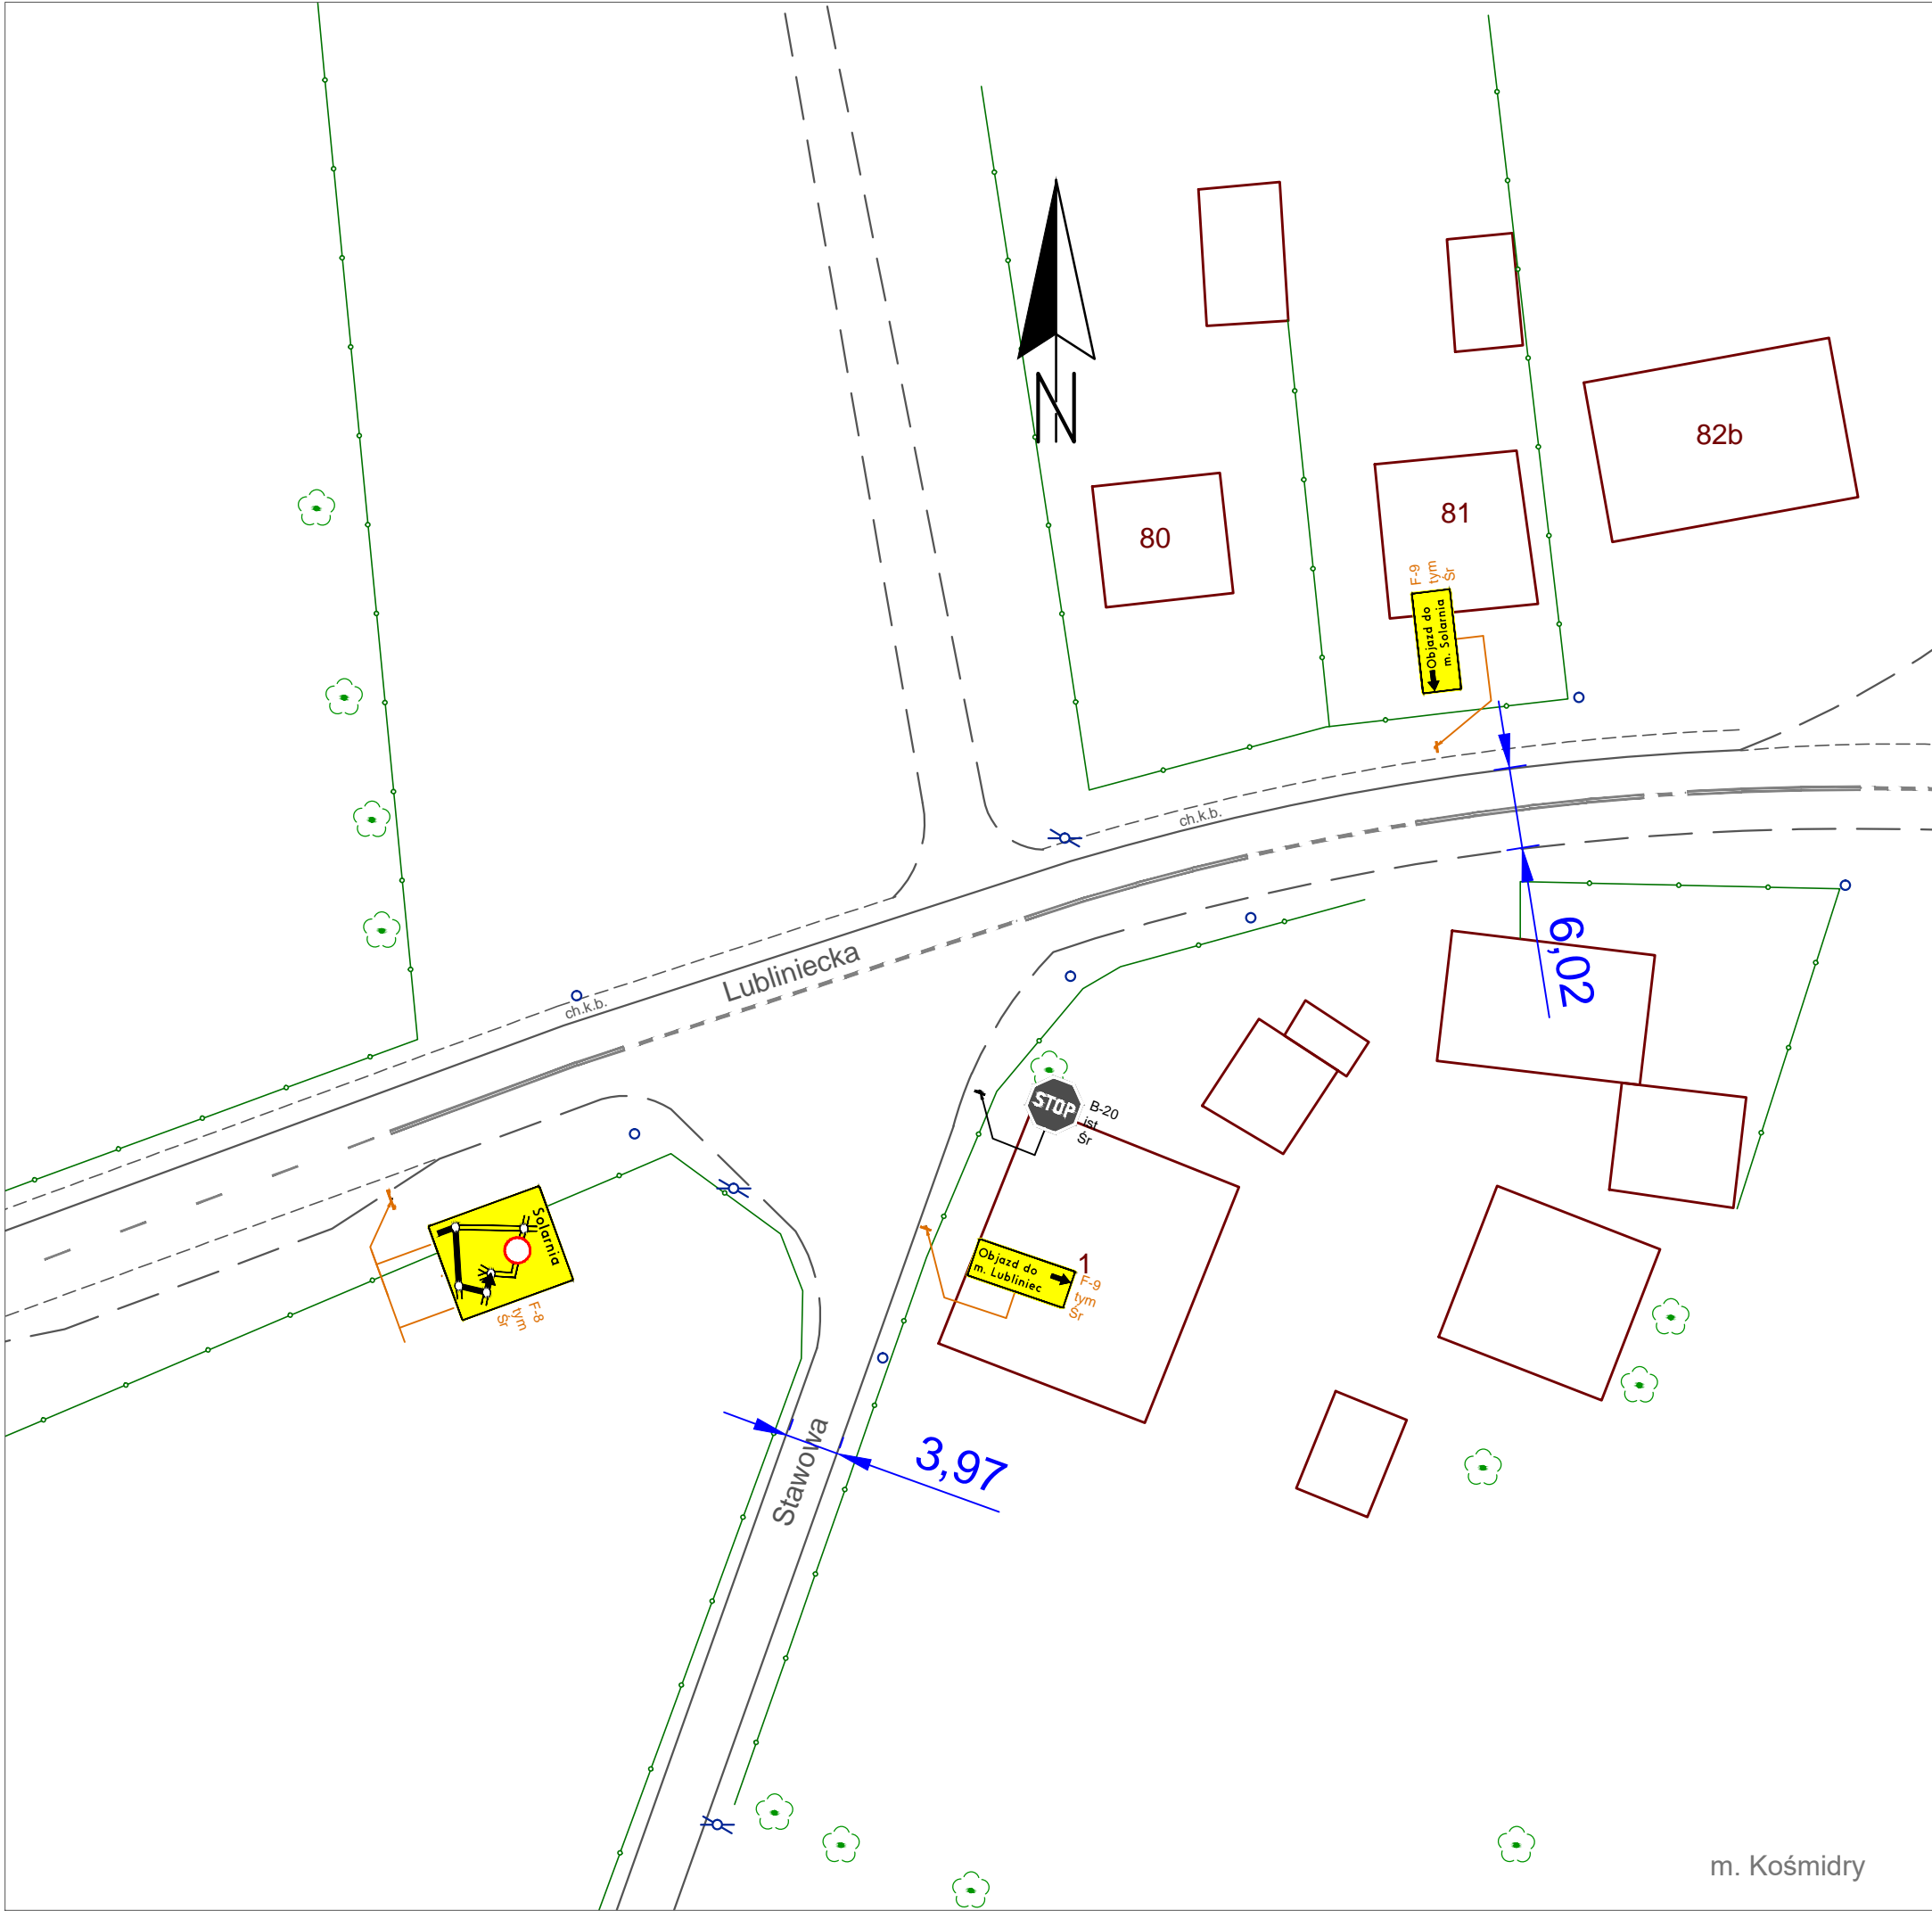 N
82b
81
80
F-9
tym
Śr
Objazd do
m. Solarnia
ch.k.b.
Lubliniecka
ch.k.b.
6,02
STOP
B-20
ist
Śr
Solarnia
F-8
tym
Śr
1
Objazd do
m. Lubliniec
F-9
tym
Śr
Stawowa
3,97
m. Kośmidry